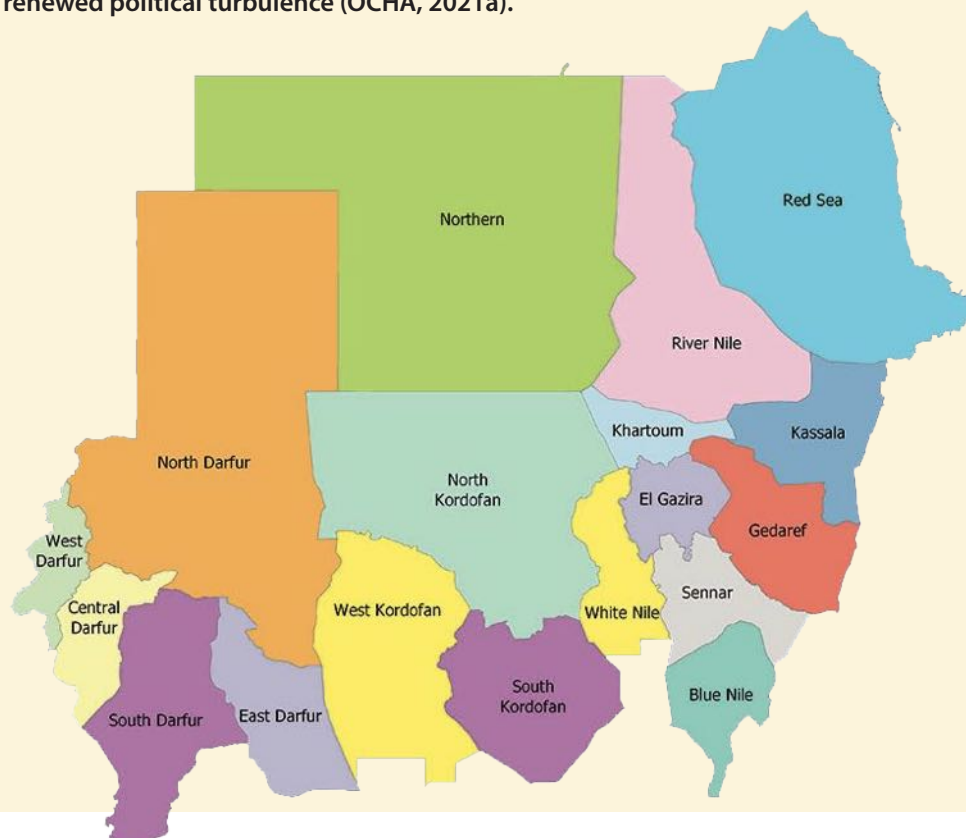 renewed political turbulence (OCHA, 2021a).
Red Sea
Northern
River Nile
Khartoum
Kassala
North Darfur
North
Kordofan
El Gazira
Gedaref
West
Darfur
Central
Darfur
West Kordofan
White Nile
Sennar
South Darfur
East Darfur
South
Kordofan
Blue Nile